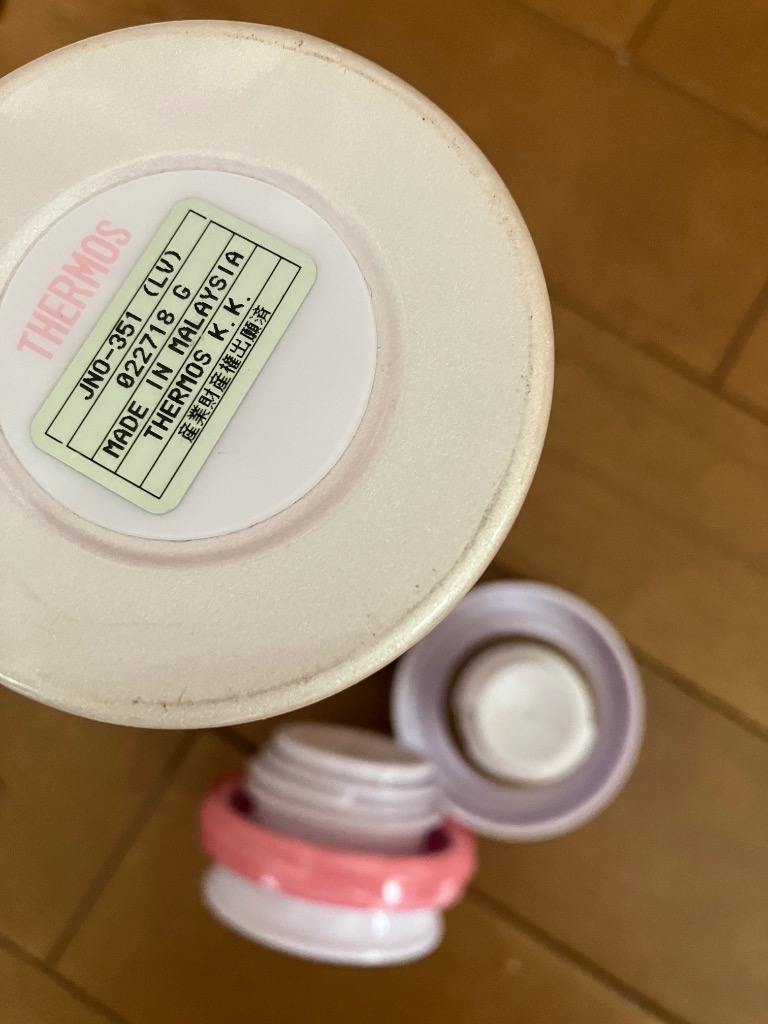 THERMOS
JNO-351 (LV)
022718 G
MADE IN MALAYSIA
THERMOS K.K.
産業財産権出願済